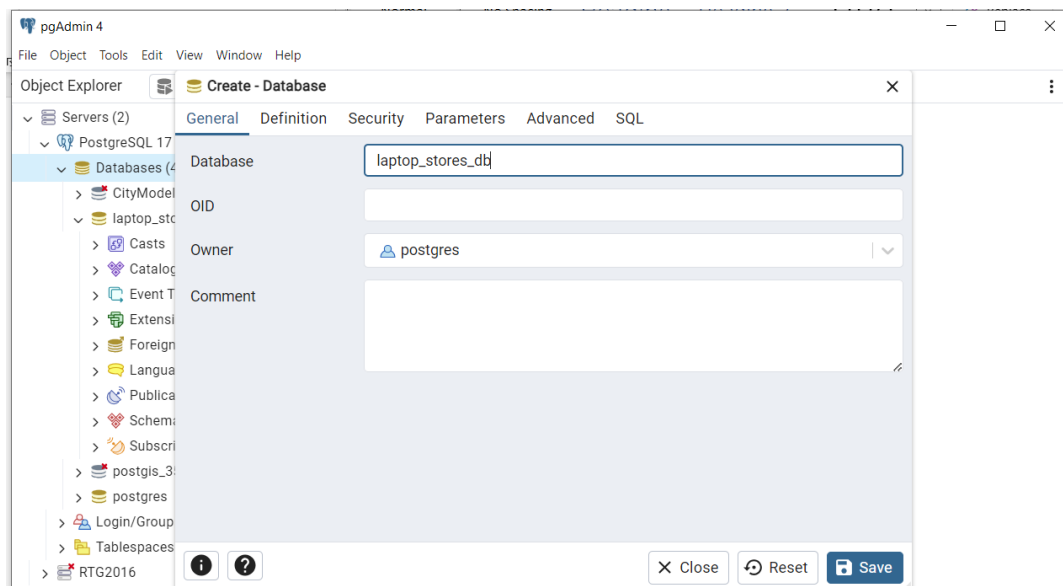 pgAdmin 4
File Object Tools Edit View Window Help
Object Explorer
Create - Database
General Definition Security Parameters Advanced SQL
Servers (2)
PostgreSQL 17
Databases (4
CityModel
laptop_sto
Casts
Catalog
Event T
Extensi
Foreign
Langua
Publica
Schema
Subscri
postgis_3
postgres
Login/Group
Tablespaces
RTG2016
Database
laptop_stores_db
OID
Owner
postgres
Comment
Close
Reset
Save